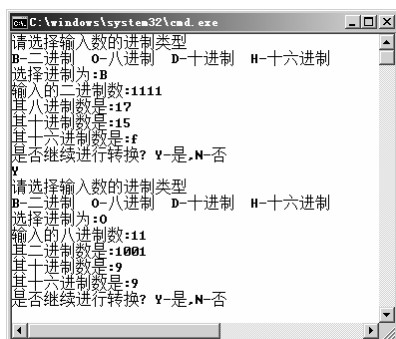 C:\windows\system32\cmd.exe
请选择输入数的进制类型
B-二进制 O-八进制 D-十进制 H-十六进制
选择进制为:B
输入的二进制数:1111
其八进制数是:17
其十进制数是:15
其十六进制数是:f
是否继续进行转换? Y-是,N-否
Y
请选择输入数的进制类型
B-二进制 O-八进制 D-十进制 H-十六进制
选择进制为:O
输入的八进制数:11
其二进制数是:1001
其十进制数是:9
其十六进制数是:9
是否继续进行转换? Y-是,N-否